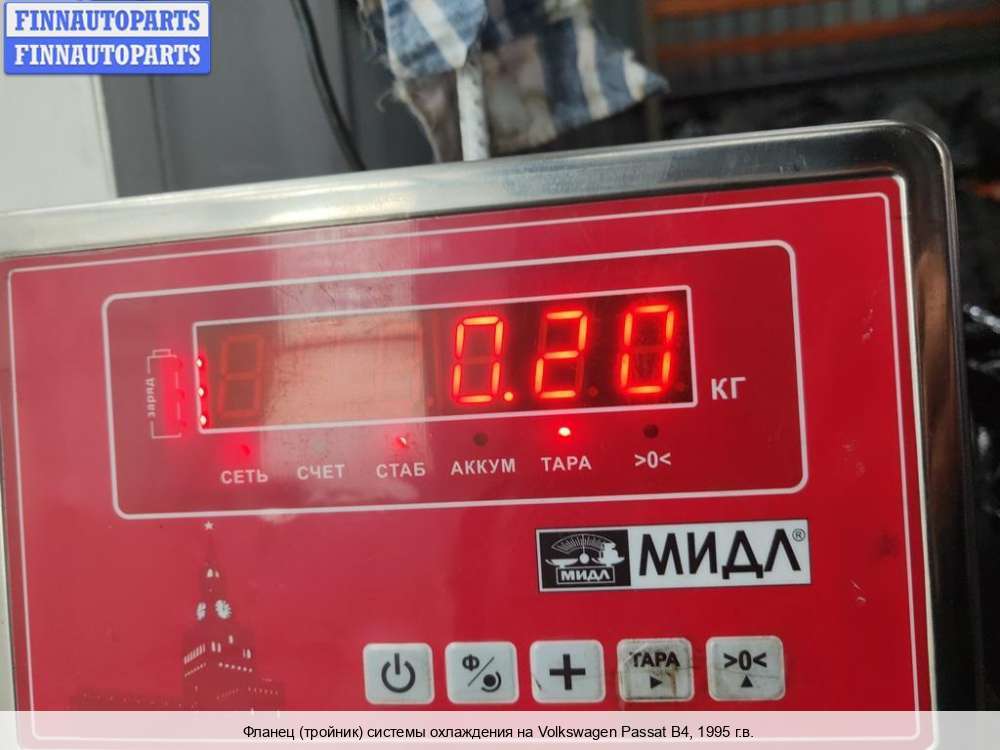 FINNAUTOPARTS
FINNAUTOPARTS
0.20
КГ
заряд
СЕТЬ СЧЕТ СТАБ АККУМ ТАРА >0<
МИДЛ МИДЛ®
Ф/ + ТАРА >0<
Фланец (тройник) системы охлаждения на Volkswagen Passat B4, 1995 г.в.